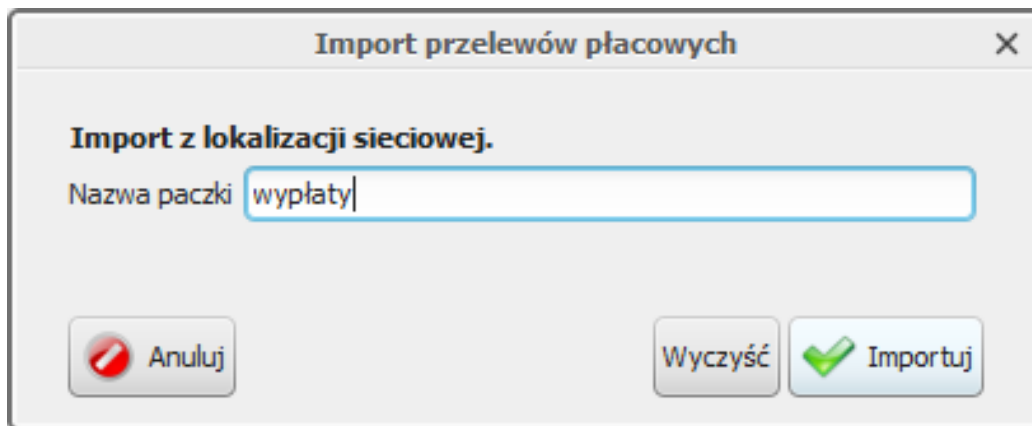 Import przelewów płacowych
Import z lokalizacji sieciowej.
Nazwa paczki wypłaty
Anuluj Wyczyść Importuj